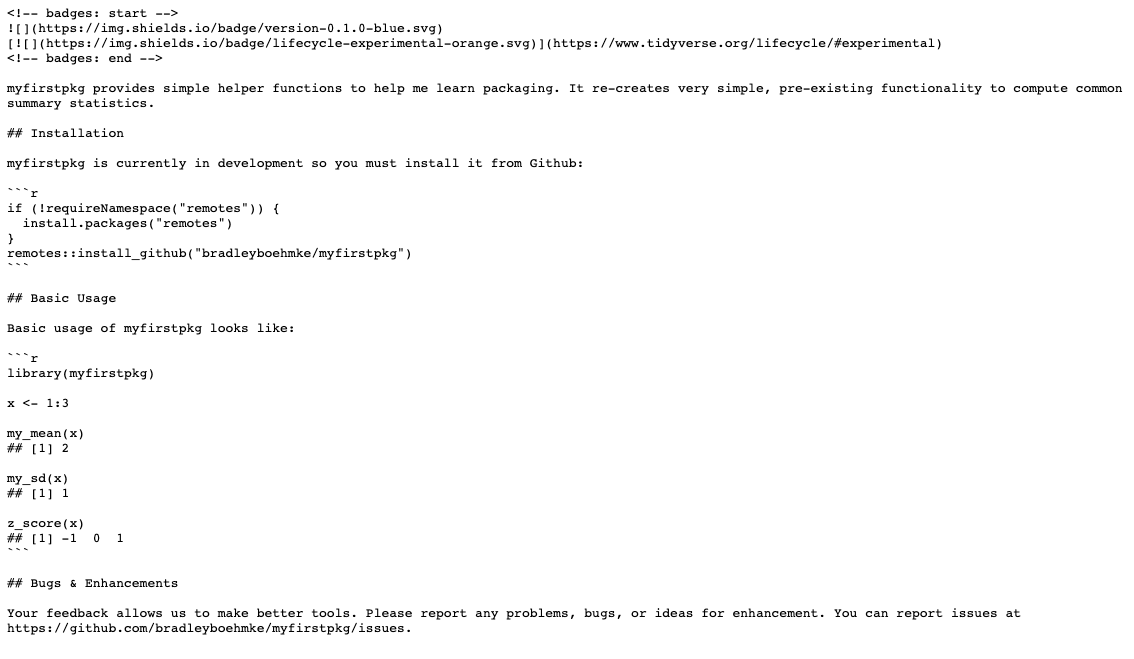 <!-- badges: start -->
![](https://img.shields.io/badge/version-0.1.0-blue.svg)
[![](https://img.shields.io/badge/lifecycle-experimental-orange.svg)](https://www.tidyverse.org/lifecycle/#experimental)
<!-- badges: end -->
myfirstpkg provides simple helper functions to help me learn packaging. It re-creates very simple, pre-existing functionality to compute common
summary statistics.
## Installation
myfirstpkg is currently in development so you must install it from Github:
```r
if (!requireNamespace("remotes")) {
  install.packages("remotes")
}
remotes::install_github("bradleyboehmke/myfirstpkg")
```
## Basic Usage
Basic usage of myfirstpkg looks like:
```r
library(myfirstpkg)
x <- 1:3
my_mean(x)
## [1] 2
my_sd(x)
## [1] 1
z_score(x)
## [1] -1  0  1
```
## Bugs & Enhancements
Your feedback allows us to make better tools. Please report any problems, bugs, or ideas for enhancement. You can report issues at
https://github.com/bradleyboehmke/myfirstpkg/issues.